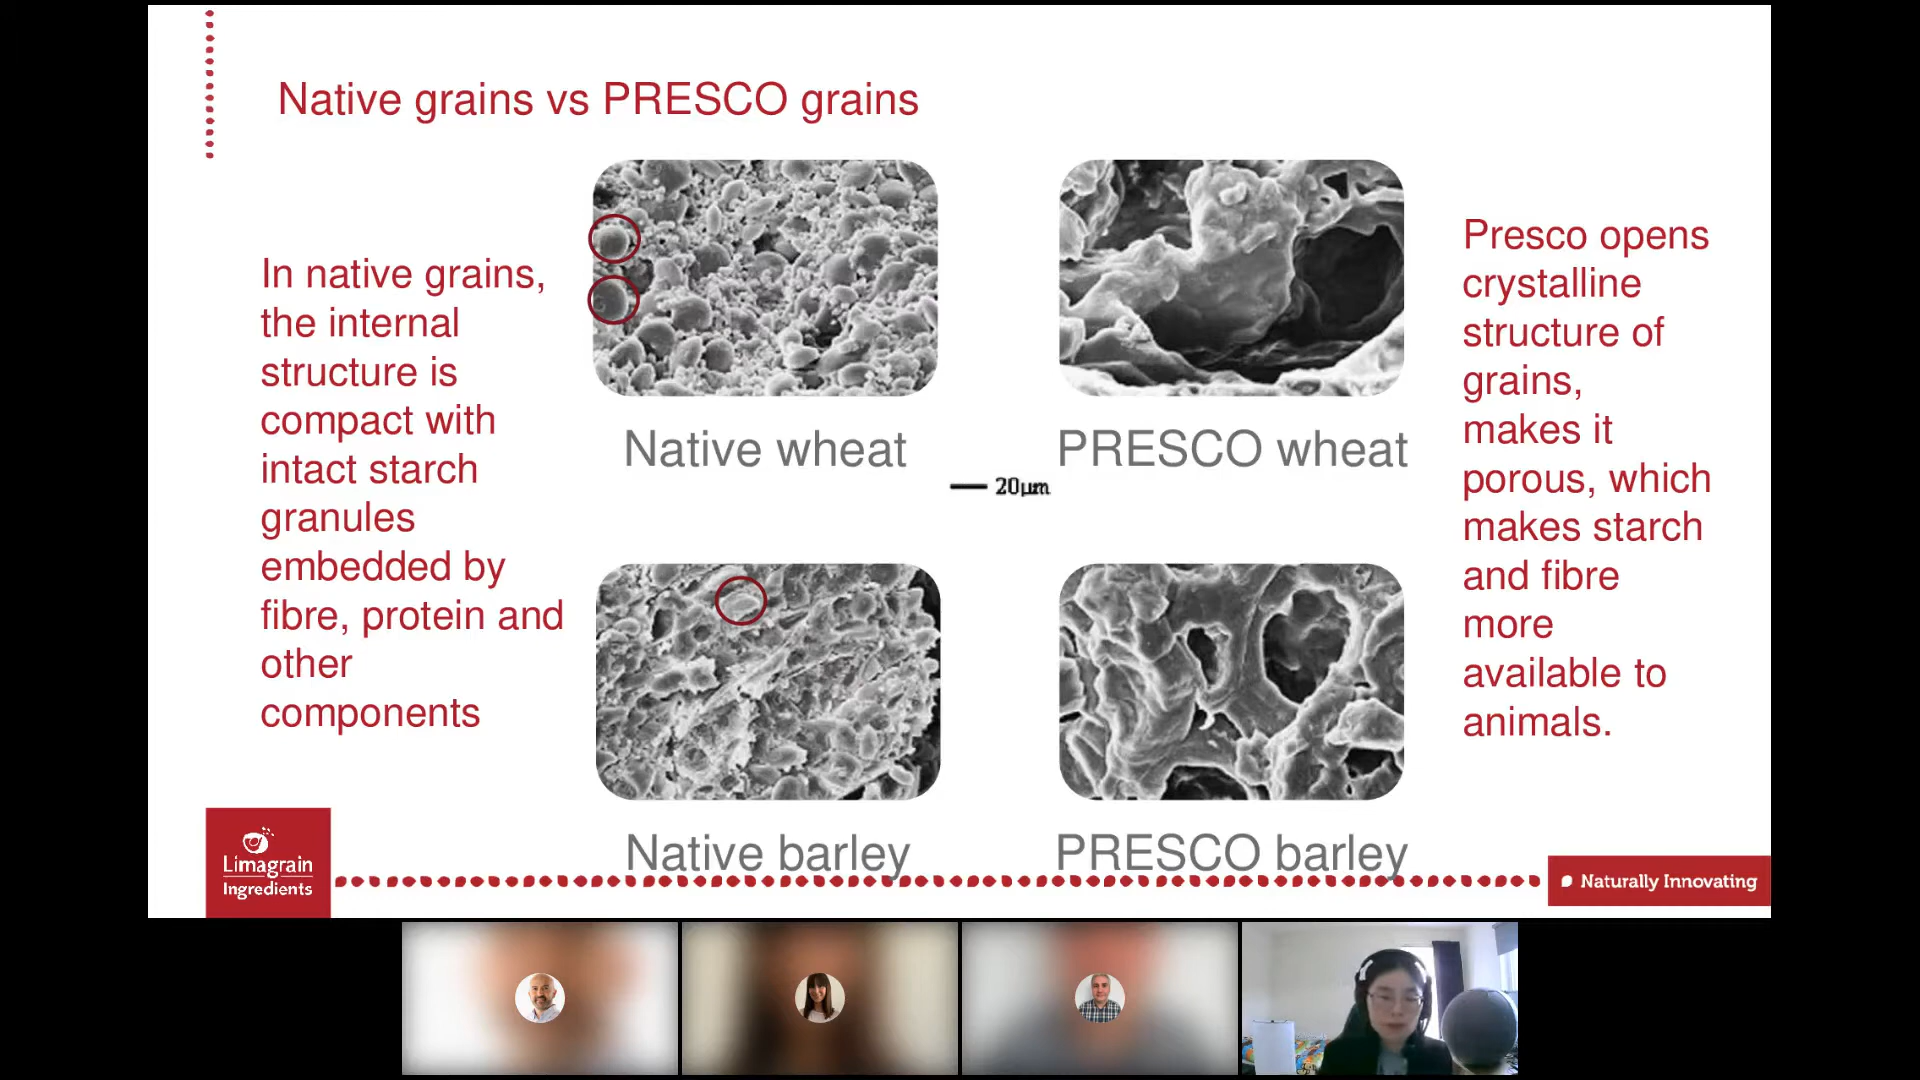 Native grains vs PRESCO grains
In native grains,
the internal
structure is
compact with
intact starch
granules
embedded by
fibre, protein and
other
components
Native wheat
PRESCO wheat
20µm
Native barley
PRESCO barley
Presco opens
crystalline
structure of
grains,
makes it
porous, which
makes starch
and fibre
more
available to
animals.
Limagrain
Ingredients
Naturally Innovating